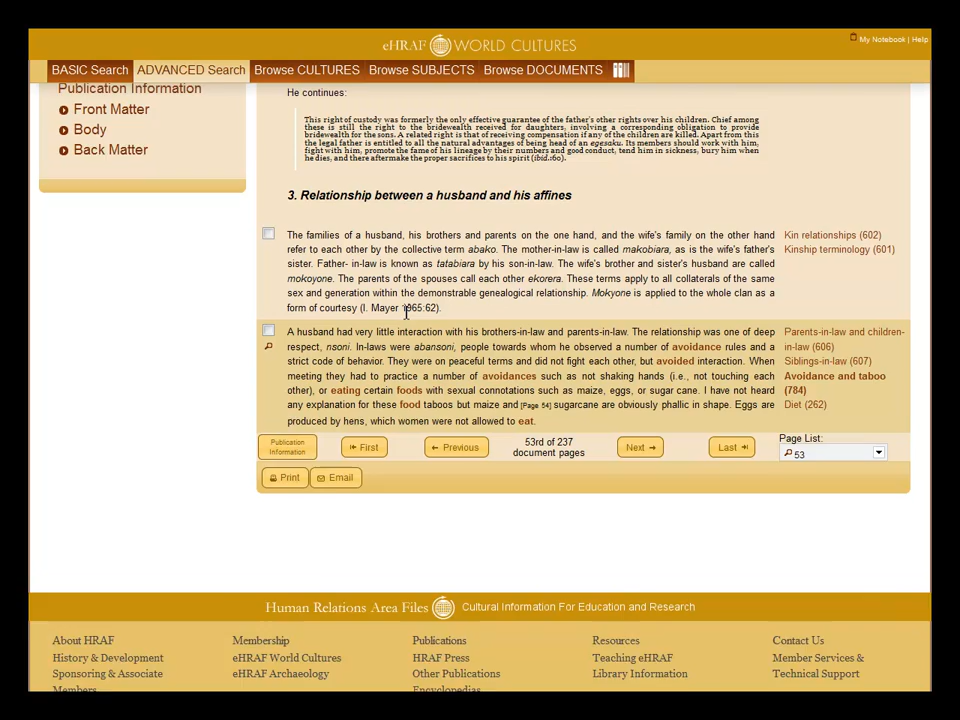 eHRAF WORLD CULTURES
My Notebook | Help
BASIC Search
ADVANCED Search
Browse CULTURES
Browse SUBJECTS
Browse DOCUMENTS
Publication Information
Front Matter
Body
Back Matter
He continues:
This right of custody was formerly the only effective guarantee of the father's other rights over his children. Chief among
these is still the right to the bridewealth received for daughters, involving a corresponding obligation to provide
bridewealth for the sons. A related right is that of receiving compensation if any of the children are killed. Apart from this
the legal father is entitled to all the natural advantages of being head of an egesaku. Its members should work with him,
fight with him, promote the fame of his lineage by their numbers and good conduct, tend him in sickness, bury him when
he dies, and there aftermake the proper sacrifices to his spirit (ibid.:60).
3. Relationship between a husband and his affines
The families of a husband, his brothers and parents on the one hand, and the wife's family on the other hand
refer to each other by the collective term abako. The mother-in-law is called makobiara, as is the wife's father's
sister. Father- in-law is known as tatabiara by his son-in-law. The wife's brother and sister's husband are called
mokoyone. The parents of the spouses call each other ekorera. These terms apply to all collaterals of the same
sex and generation within the demonstrable genealogical relationship. Mokyone is applied to the whole clan as a
form of courtesy (I. Mayer 1965:62).
Kin relationships (602)
Kinship terminology (601)
A husband had very little interaction with his brothers-in-law and parents-in-law. The relationship was one of deep
respect, nsoni. In-laws were abansoni, people towards whom he observed a number of avoidance rules and a
strict code of behavior. They were on peaceful terms and did not fight each other, but avoided interaction. When
meeting they had to practice a number of avoidances such as not shaking hands (i.e., not touching each
other), or eating certain foods with sexual connotations such as maize, eggs, or sugar cane. I have not heard
any explanation for these food taboos but maize and [Page 54] sugarcane are obviously phallic in shape. Eggs are
produced by hens, which women were not allowed to eat.
Parents-in-law and children-
in-law (606)
Siblings-in-law (607)
Avoidance and taboo
(784)
Diet (262)
Publication
Information
First
Previous
53rd of 237
document pages
Next
Last
Page List:
53
Print
Email
Human Relations Area Files
Cultural Information For Education and Research
About HRAF
History & Development
Sponsoring & Associate
Members
Membership
eHRAF World Cultures
eHRAF Archaeology
Publications
HRAF Press
Other Publications
Encyclopedias
Resources
Teaching eHRAF
Library Information
Contact Us
Member Services &
Technical Support